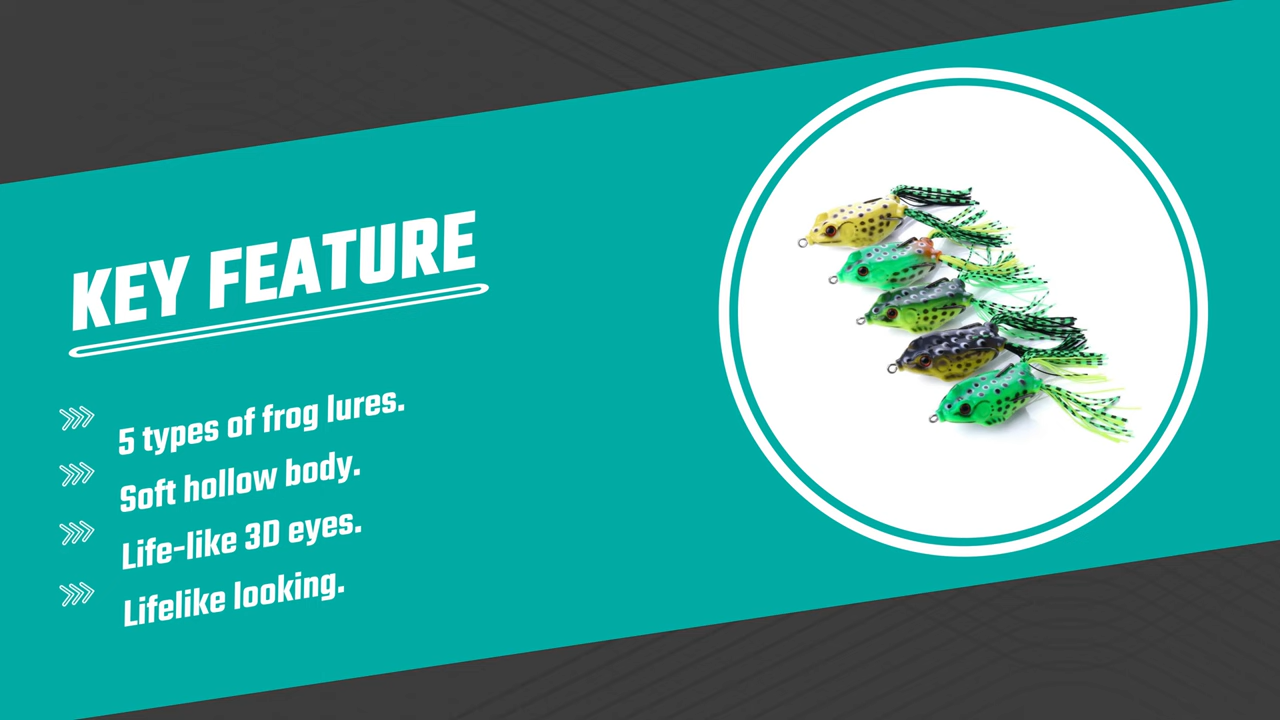 KEY FEATURE
5 types of frog lures.
Soft hollow body.
Life-like 3D eyes.
Lifelike looking.